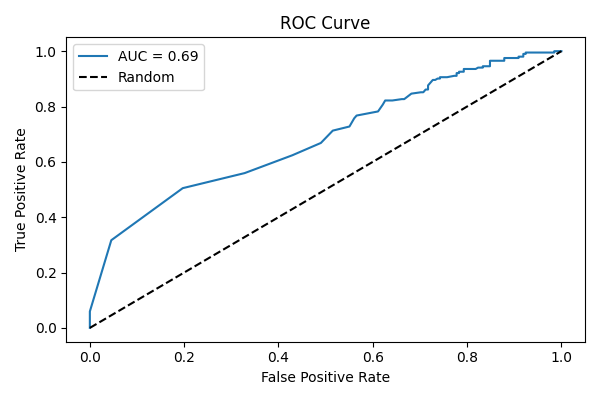 ROC Curve
AUC = 0.69
Random
True Positive Rate
1.0
0.8
0.6
0.4
0.2
0.0
0.0 0.2 0.4 0.6 0.8 1.0
False Positive Rate